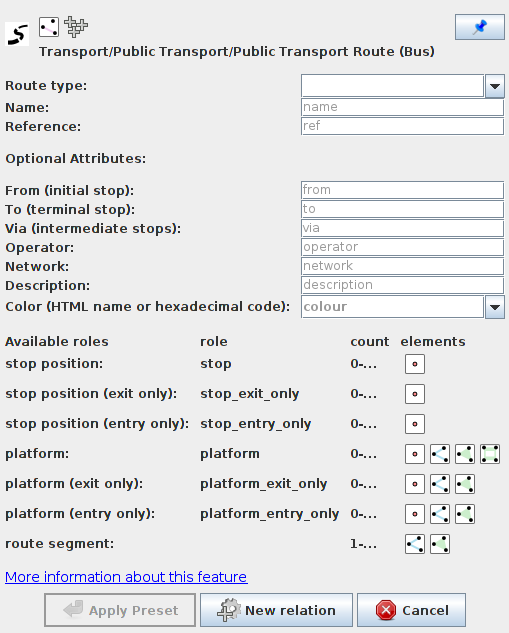 Transport/Public Transport/Public Transport Route (Bus)
Route type:
Name: name
Reference: ref
Optional Attributes:
From (initial stop): from
To (terminal stop): to
Via (intermediate stops): via
Operator: operator
Network: network
Description: description
Color (HTML name or hexadecimal code): colour
Available roles role count elements
stop position: stop 0-...
stop position (exit only): stop_exit_only 0-...
stop position (entry only): stop_entry_only 0-...
platform: platform 0-...
platform (exit only): platform_exit_only 0-...
platform (entry only): platform_entry_only 0-...
route segment: 1-...
More information about this feature
Apply Preset New relation Cancel